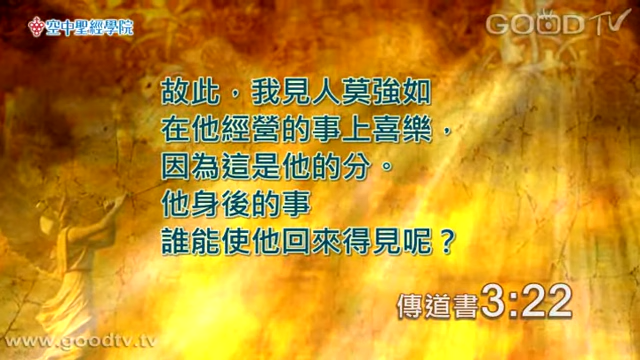 空中聖經學院
GOOD TV
故此，我見人莫強如
在他經營的事上喜樂，
因為這是他的分。
他身後的事
誰能使他回來得見呢？
傳道書3:22
www.goodtv.tv